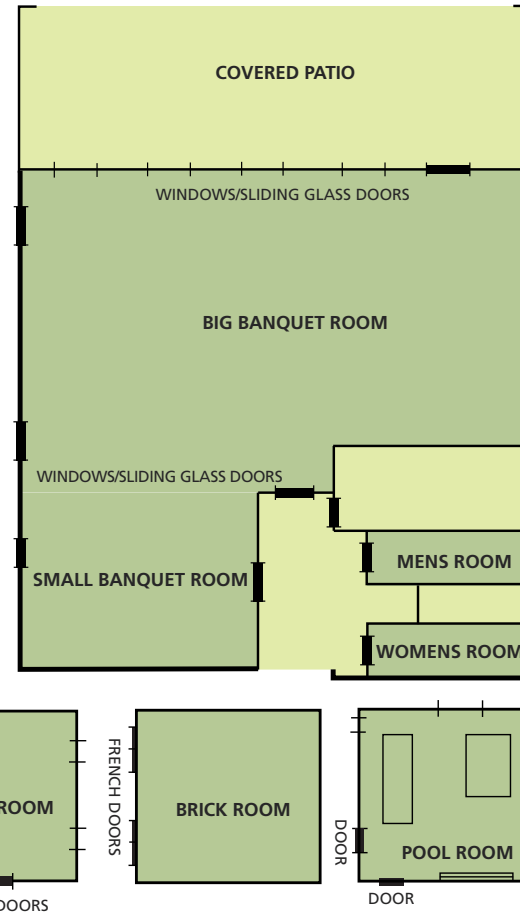 COVERED PATIO
WINDOWS/SLIDING GLASS DOORS
BIG BANQUET ROOM
WINDOWS/SLIDING GLASS DOORS
SMALL BANQUET ROOM
MENS ROOM
WOMENS ROOM
ROOM
DOORS
FRENCH DOORS
BRICK ROOM
DOOR
POOL ROOM
DOOR